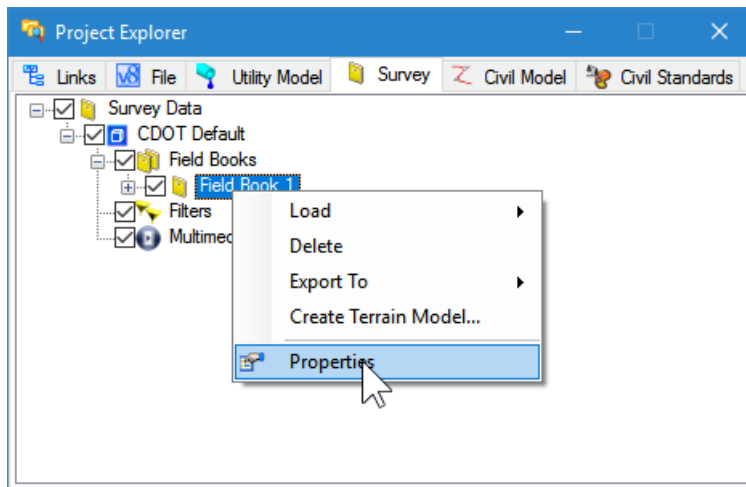 Project Explorer
Links File Utility Model Survey Civil Model Civil Standards
Survey Data
CDOT Default
Field Books
Field Book 1
Filters
Load
Delete
Export To
Create Terrain Model...
Properties